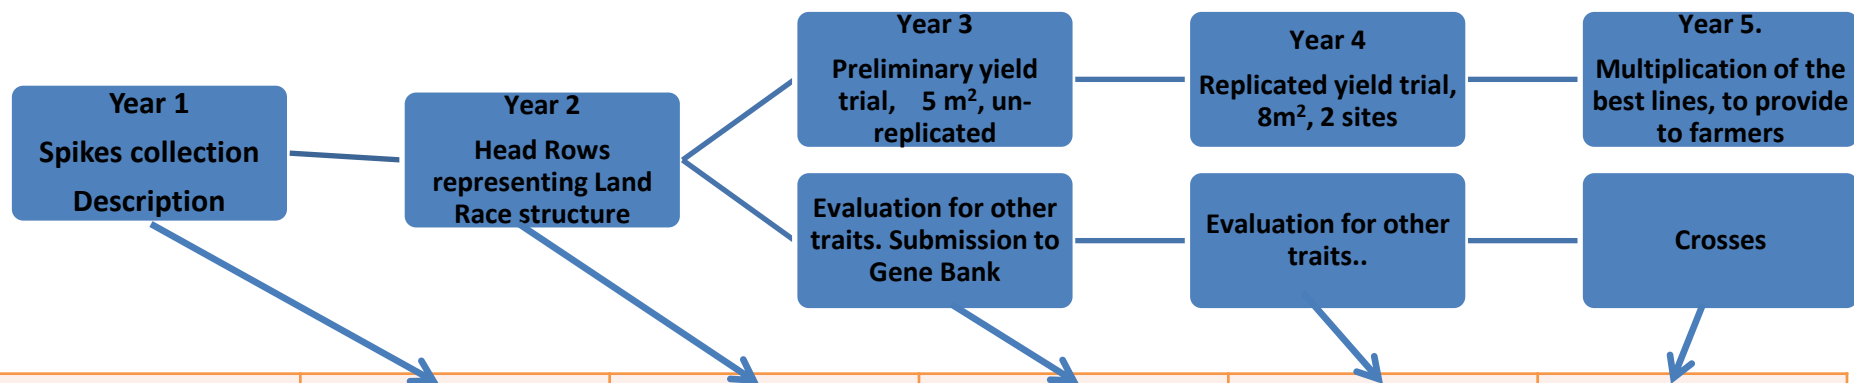 Year 1
Spikes collection
Description
Year 2
Head Rows
representing Land
Race structure
Year 3
Preliminary yield
trial, 5 m², un-
replicated
Evaluation for other
traits. Submission to
Gene Bank
Year 4
Replicated yield trial,
8m², 2 sites
Evaluation for other
traits..
Year 5.
Multiplication of the
best lines, to provide
to farmers
Crosses